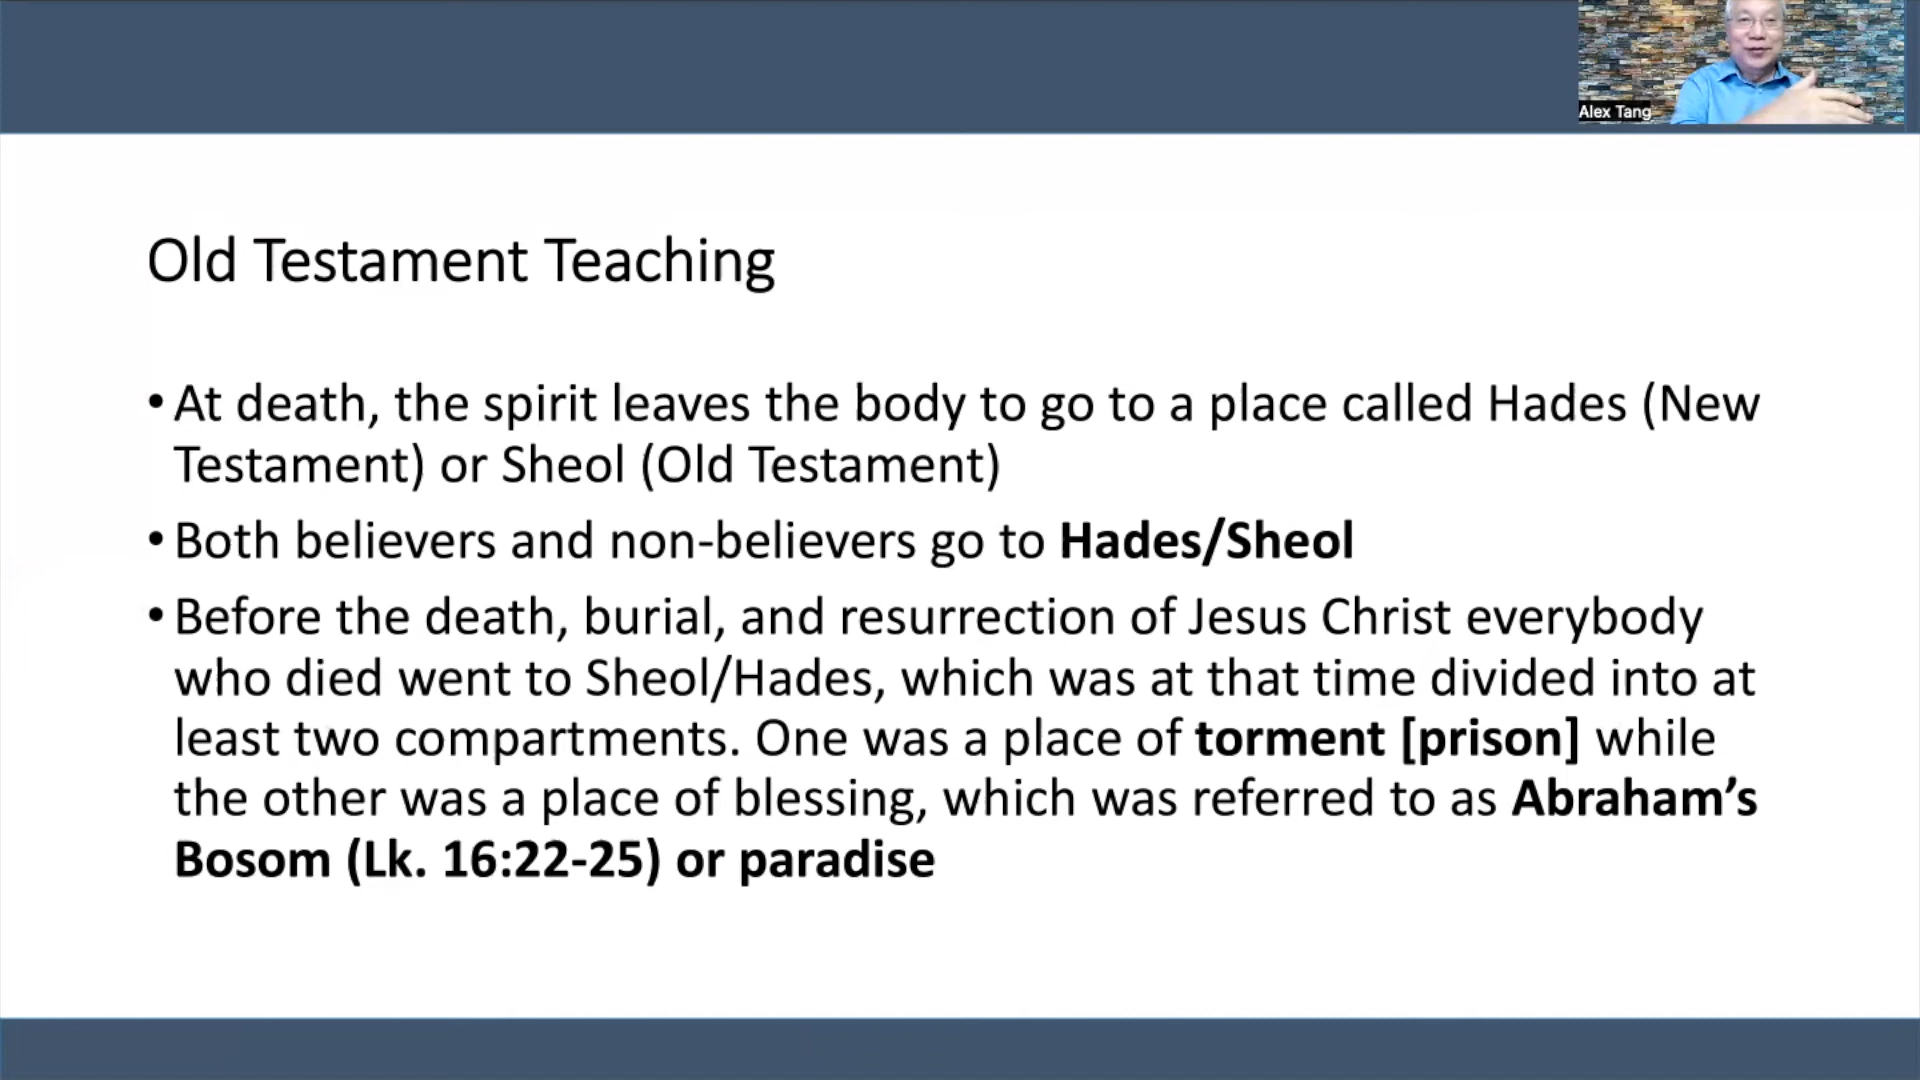 Alex Tang
Old Testament Teaching
• At death, the spirit leaves the body to go to a place called Hades (New
Testament) or Sheol (Old Testament)
• Both believers and non-believers go to Hades/Sheol
• Before the death, burial, and resurrection of Jesus Christ everybody
who died went to Sheol/Hades, which was at that time divided into at
least two compartments. One was a place of torment [prison] while
the other was a place of blessing, which was referred to as Abraham’s
Bosom (Lk. 16:22-25) or paradise